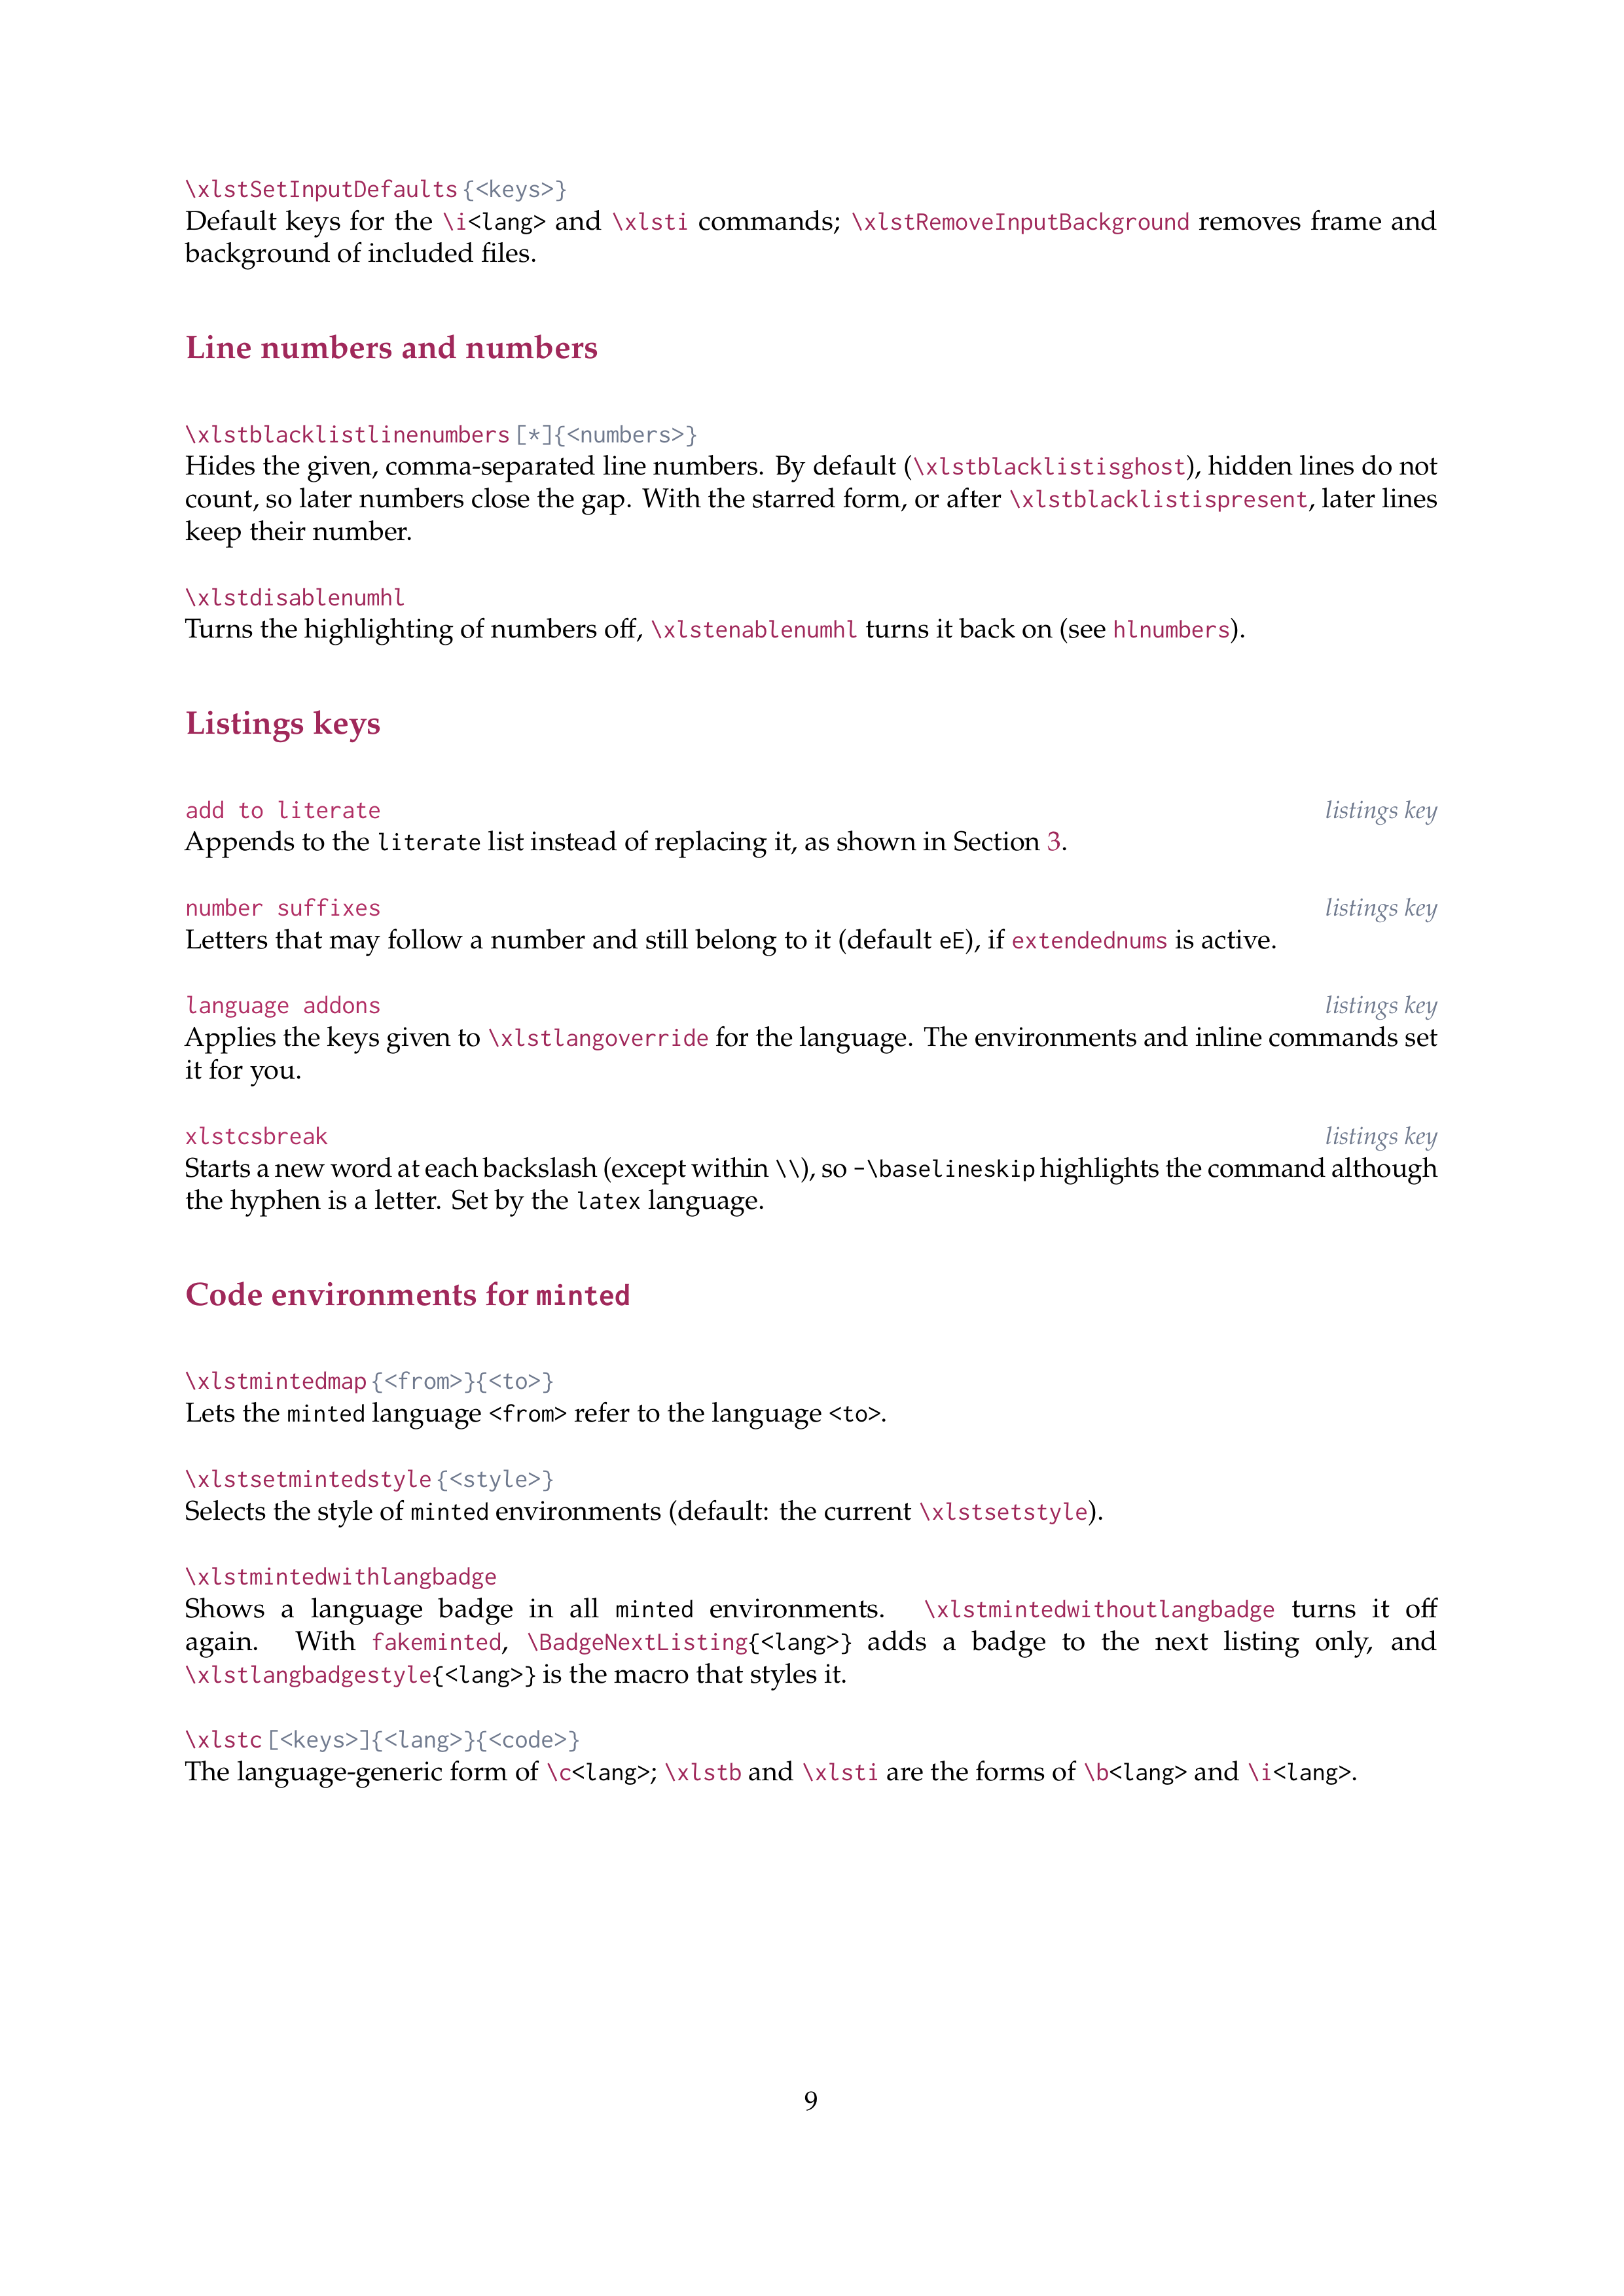 \xlstSetInputDefaults{<keys>}
Default keys for the \i<lang> and \xlsti commands; \xlstRemoveInputBackground removes frame and
background of included files.
Line numbers and numbers
\xlstblacklistlinenumbers[*]{<numbers>}
Hides the given, comma-separated line numbers. By default (\xlstblacklistisghost), hidden lines do not
count, so later numbers close the gap. With the starred form, or after \xlstblacklistispresent, later lines
keep their number.
\xlstdisablenumhl
Turns the highlighting of numbers off, \xlstenablenumhl turns it back on (see hlnumbers).
Listings keys
add to literate listings key
Appends to the literate list instead of replacing it, as shown in Section 3.
number suffixes listings key
Letters that may follow a number and still belong to it (default eE), if extendednums is active.
language addons listings key
Applies the keys given to \xlstlangoverride for the language. The environments and inline commands set
it for you.
xlstcsbreak listings key
Starts a new word at each backslash (except within \\), so -\baselineskip highlights the command although
the hyphen is a letter. Set by the latex language.
Code environments for minted
\xlstmintedmap{<from>}{<to>}
Lets the minted language <from> refer to the language <to>.
\xlstsetmintedstyle{<style>}
Selects the style of minted environments (default: the current \xlstsetstyle).
\xlstmintedwithlangbadge
Shows a language badge in all minted environments. \xlstmintedwithoutlangbadge turns it off
again. With fakeminted, \BadgeNextListing{<lang>} adds a badge to the next listing only, and
\xlstlangbadgestyle{<lang>} is the macro that styles it.
\xlstc[<keys>]{<lang>}{<code>}
The language-generic form of \c<lang>; \xlstb and \xlsti are the forms of \b<lang> and \i<lang>.
9